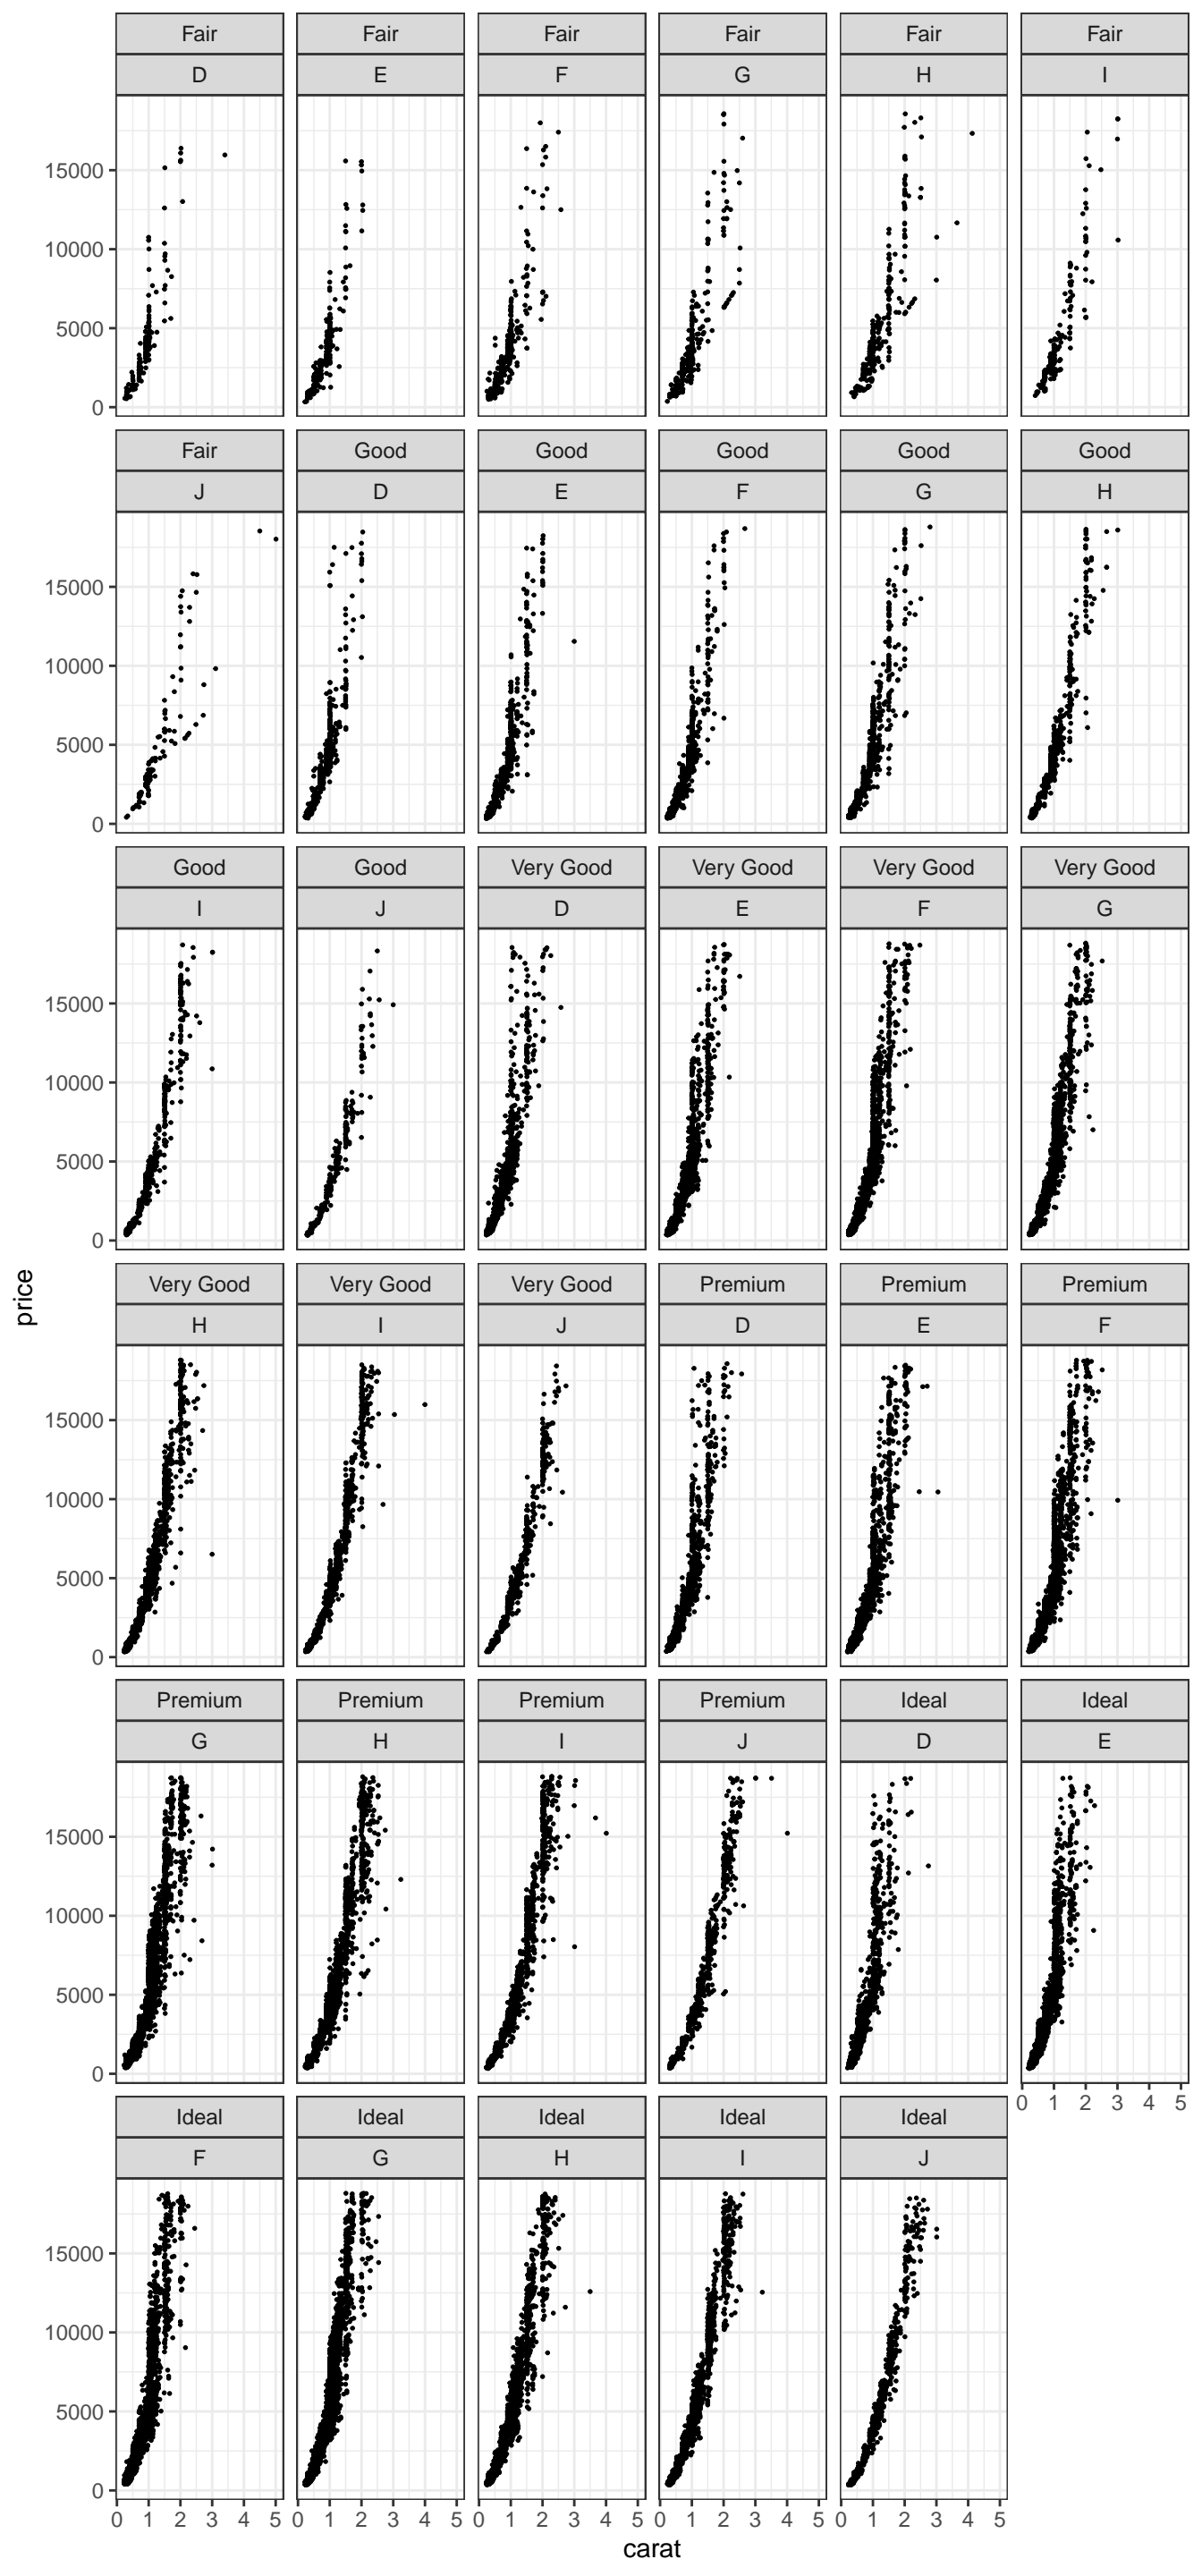 Fair Fair Fair Fair Fair Fair
D E F G H I
15000
10000
5000
0
Fair Good Good Good Good Good
J D E F G H
15000
10000
5000
0
Good Good Very Good Very Good Very Good Very Good
I J D E F G
15000
10000
5000
0
price
Very Good Very Good Very Good Premium Premium Premium
H I J D E F
15000
10000
5000
0
Premium Premium Premium Premium Ideal Ideal
G H I J D E
15000
10000
5000
0
0 1 2 3 4 5
Ideal Ideal Ideal Ideal Ideal
F G H I J
15000
10000
5000
0
0 1 2 3 4 5 0 1 2 3 4 5 0 1 2 3 4 5 0 1 2 3 4 5 0 1 2 3 4 5
carat